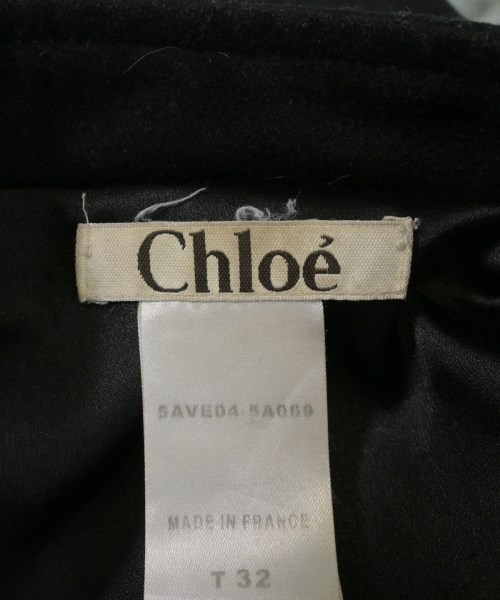 Chloé
5AVE04-5A069
MADE IN FRANCE
T 32